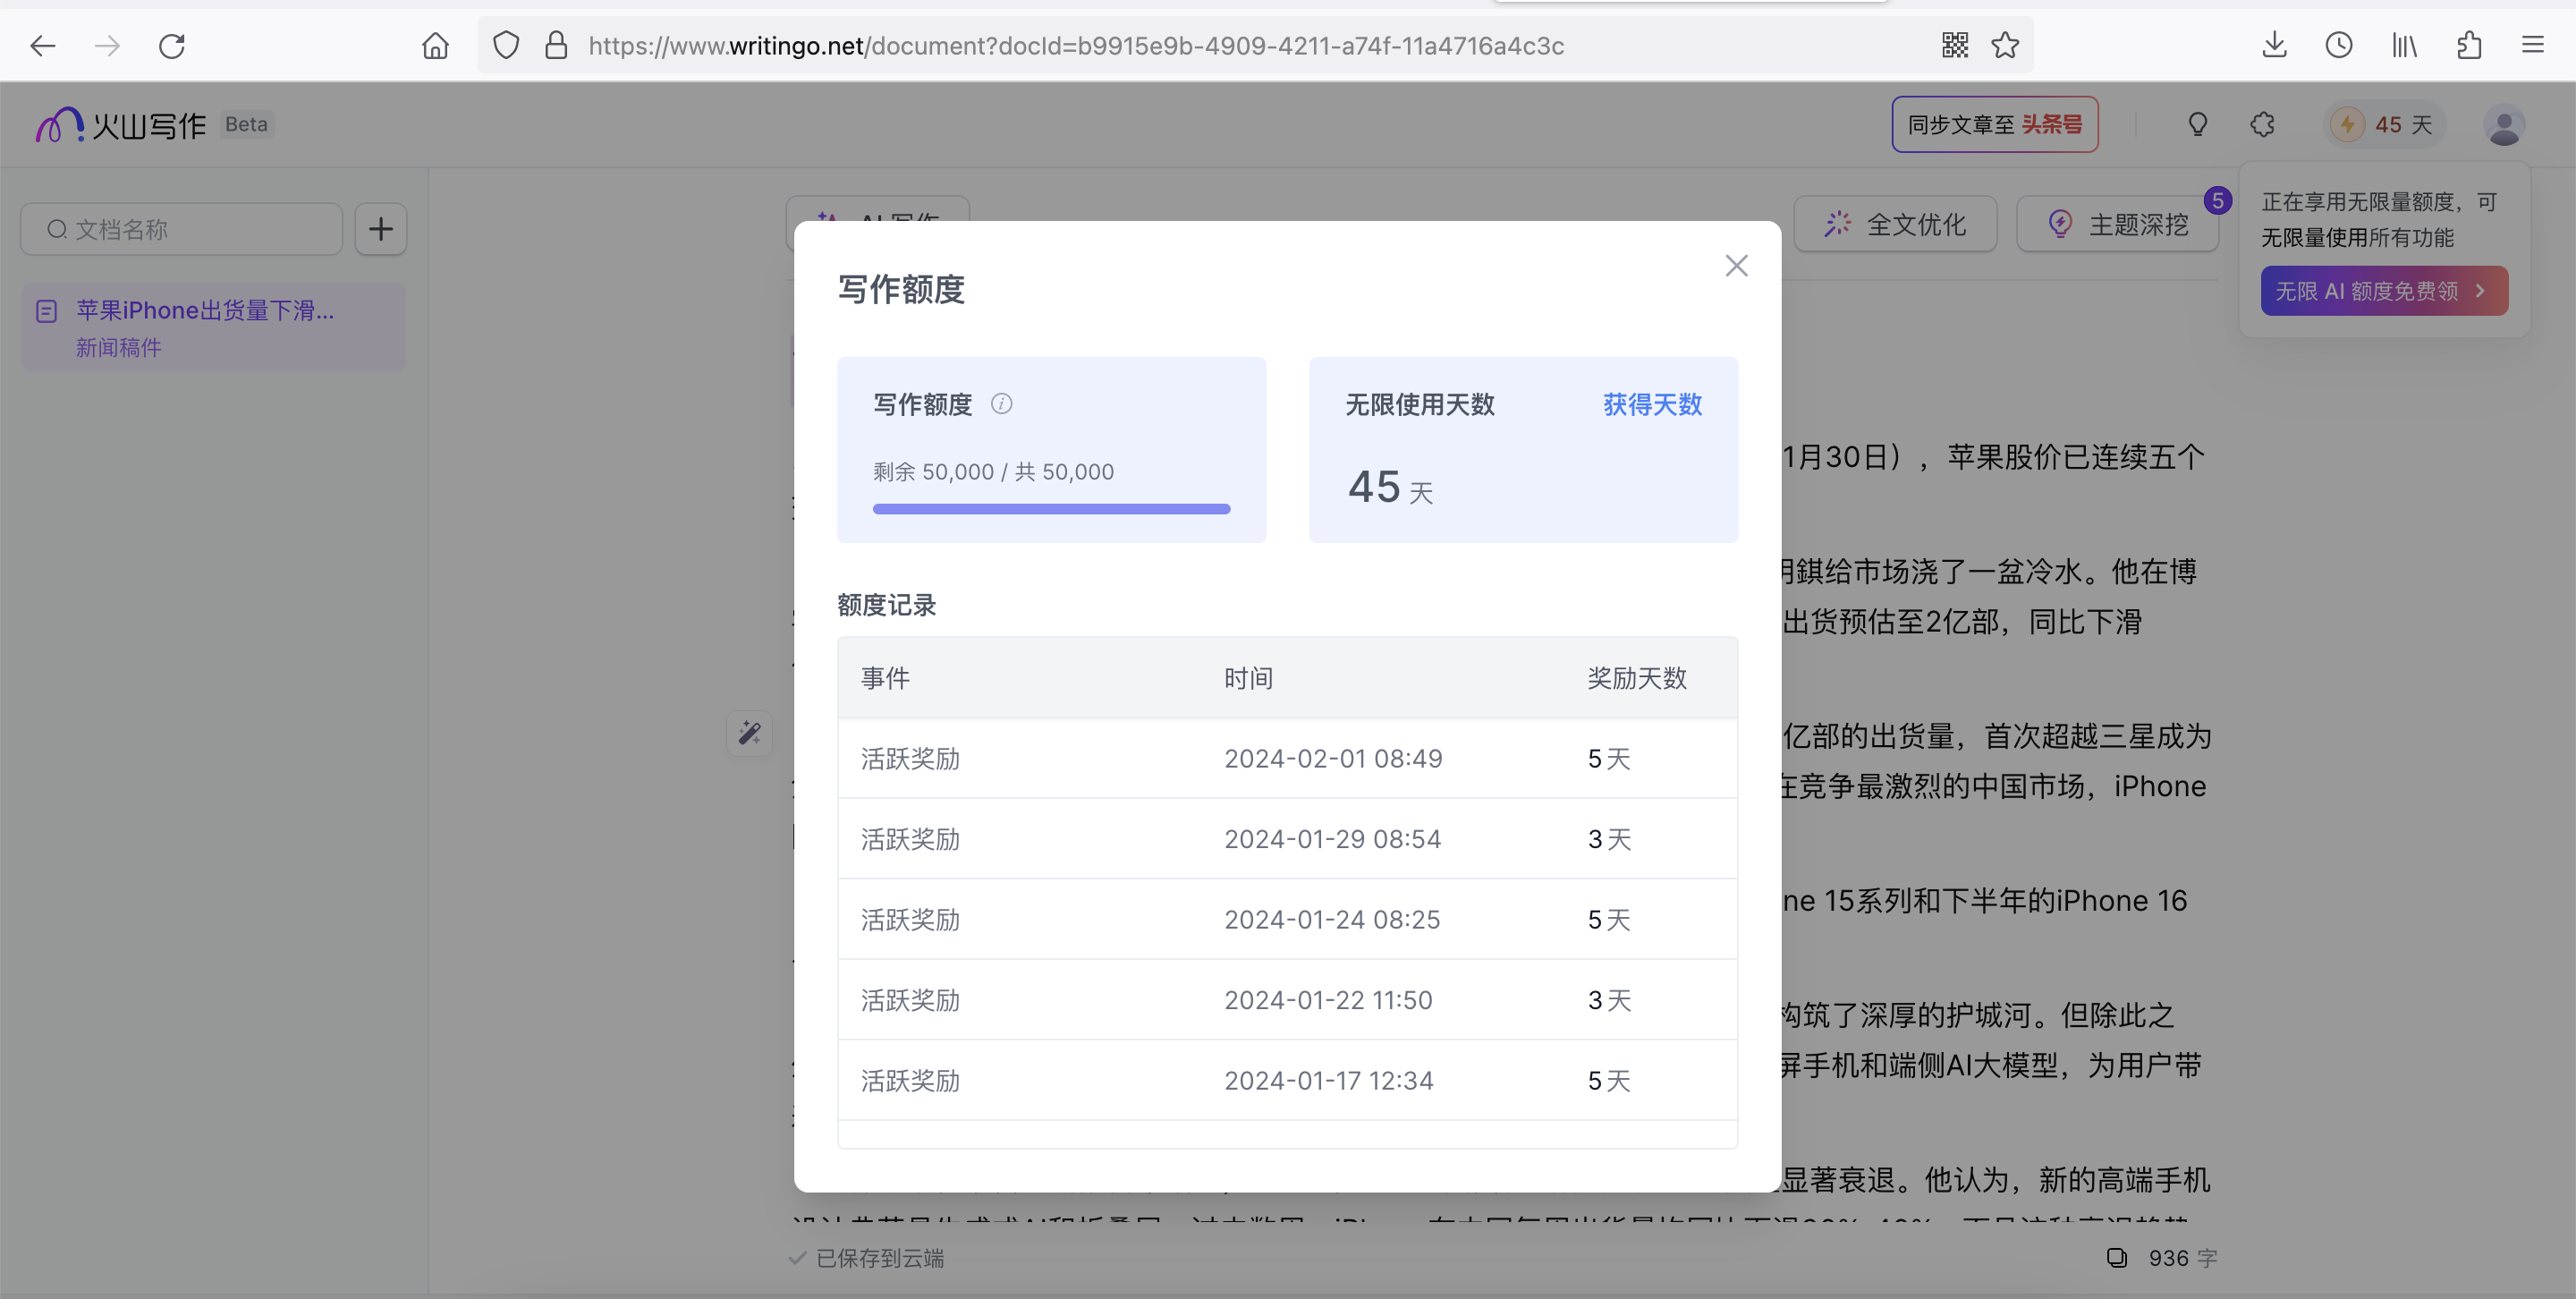 https://www.writingo.net/document?docId=b9915e9b-4909-4211-a74f-11a4716a4c3c
火山写作 Beta
同步文章至 头条号
45 天
文档名称
苹果iPhone出货量下滑...
新闻稿件
AI 写作
全文优化
主题深挖
5
正在享用无限量额度，可
无限量使用所有功能
无限 AI 额度免费领
写作额度
写作额度
剩余 50,000 / 共 50,000
无限使用天数
获得天数
45 天
额度记录
事件 时间 奖励天数
活跃奖励 2024-02-01 08:49 5 天
活跃奖励 2024-01-29 08:54 3 天
活跃奖励 2024-01-24 08:25 5 天
活跃奖励 2024-01-22 11:50 3 天
活跃奖励 2024-01-17 12:34 5 天
1月30日），苹果股价已连续五个
明錤给市场浇了一盆冷水。他在博
出货预估至2亿部，同比下滑
亿部的出货量，首次超越三星成为
在竞争最激烈的中国市场，iPhone
ne 15系列和下半年的iPhone 16
构筑了深厚的护城河。但除此之
屏手机和端侧AI大模型，为用户带
显著衰退。他认为，新的高端手机
已保存到云端
936 字